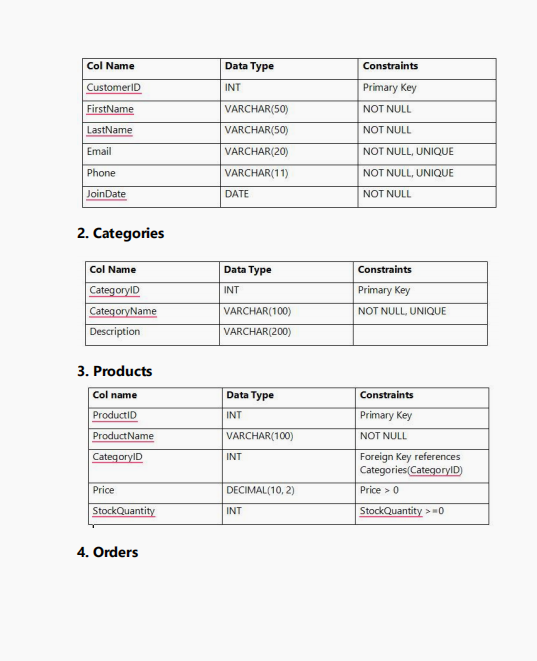 Col Name Data Type Constraints
CustomerID INT Primary Key
FirstName VARCHAR(50) NOT NULL
LastName VARCHAR(50) NOT NULL
Email VARCHAR(20) NOT NULL, UNIQUE
Phone VARCHAR(11) NOT NULL, UNIQUE
JoinDate DATE NOT NULL
2. Categories
Col Name Data Type Constraints
CategoryID INT Primary Key
CategoryName VARCHAR(100) NOT NULL, UNIQUE
Description VARCHAR(200)
3. Products
Col name Data Type Constraints
ProductID INT Primary Key
ProductName VARCHAR(100) NOT NULL
CategoryID INT Foreign Key references
Categories(CategoryID)
Price DECIMAL(10, 2) Price > 0
StockQuantity INT StockQuantity >=0
4. Orders